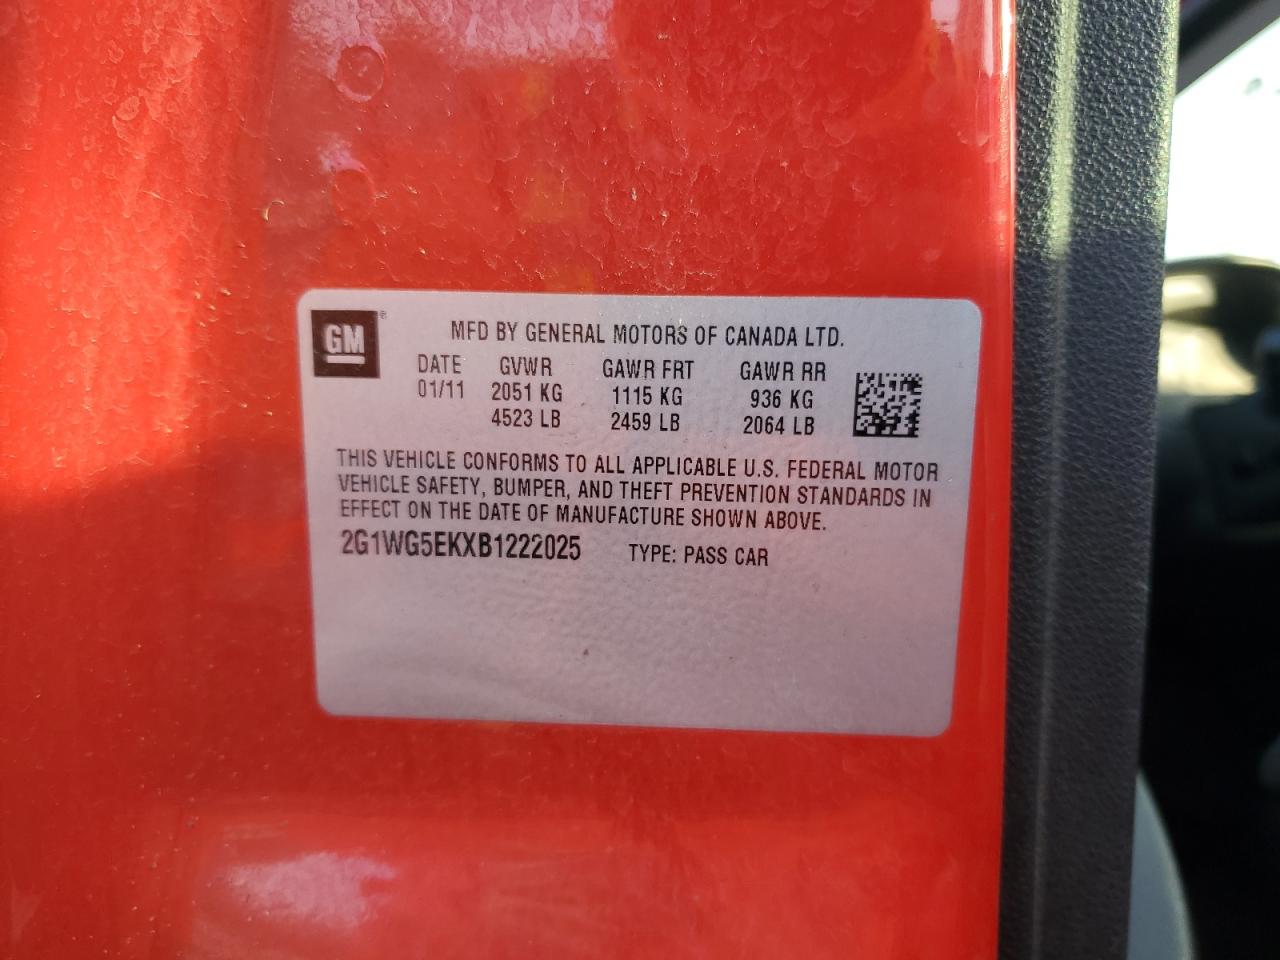 GM®
MFD BY GENERAL MOTORS OF CANADA LTD.
DATE GVWR GAWR FRT GAWR RR
01/11 2051 KG 1115 KG 936 KG
4523 LB 2459 LB 2064 LB
THIS VEHICLE CONFORMS TO ALL APPLICABLE U.S. FEDERAL MOTOR
VEHICLE SAFETY, BUMPER, AND THEFT PREVENTION STANDARDS IN
EFFECT ON THE DATE OF MANUFACTURE SHOWN ABOVE.
2G1WG5EKXB1222025 TYPE: PASS CAR